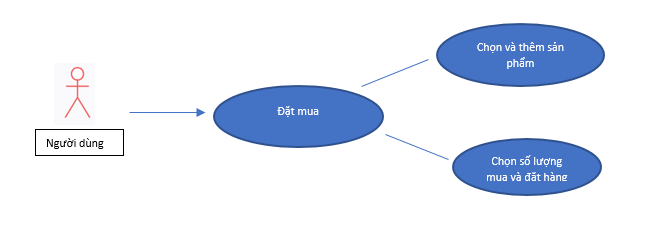 Chọn và thêm sản
phẩm
Đặt mua
Người dùng
Chọn số lượng
mua và đặt hàng